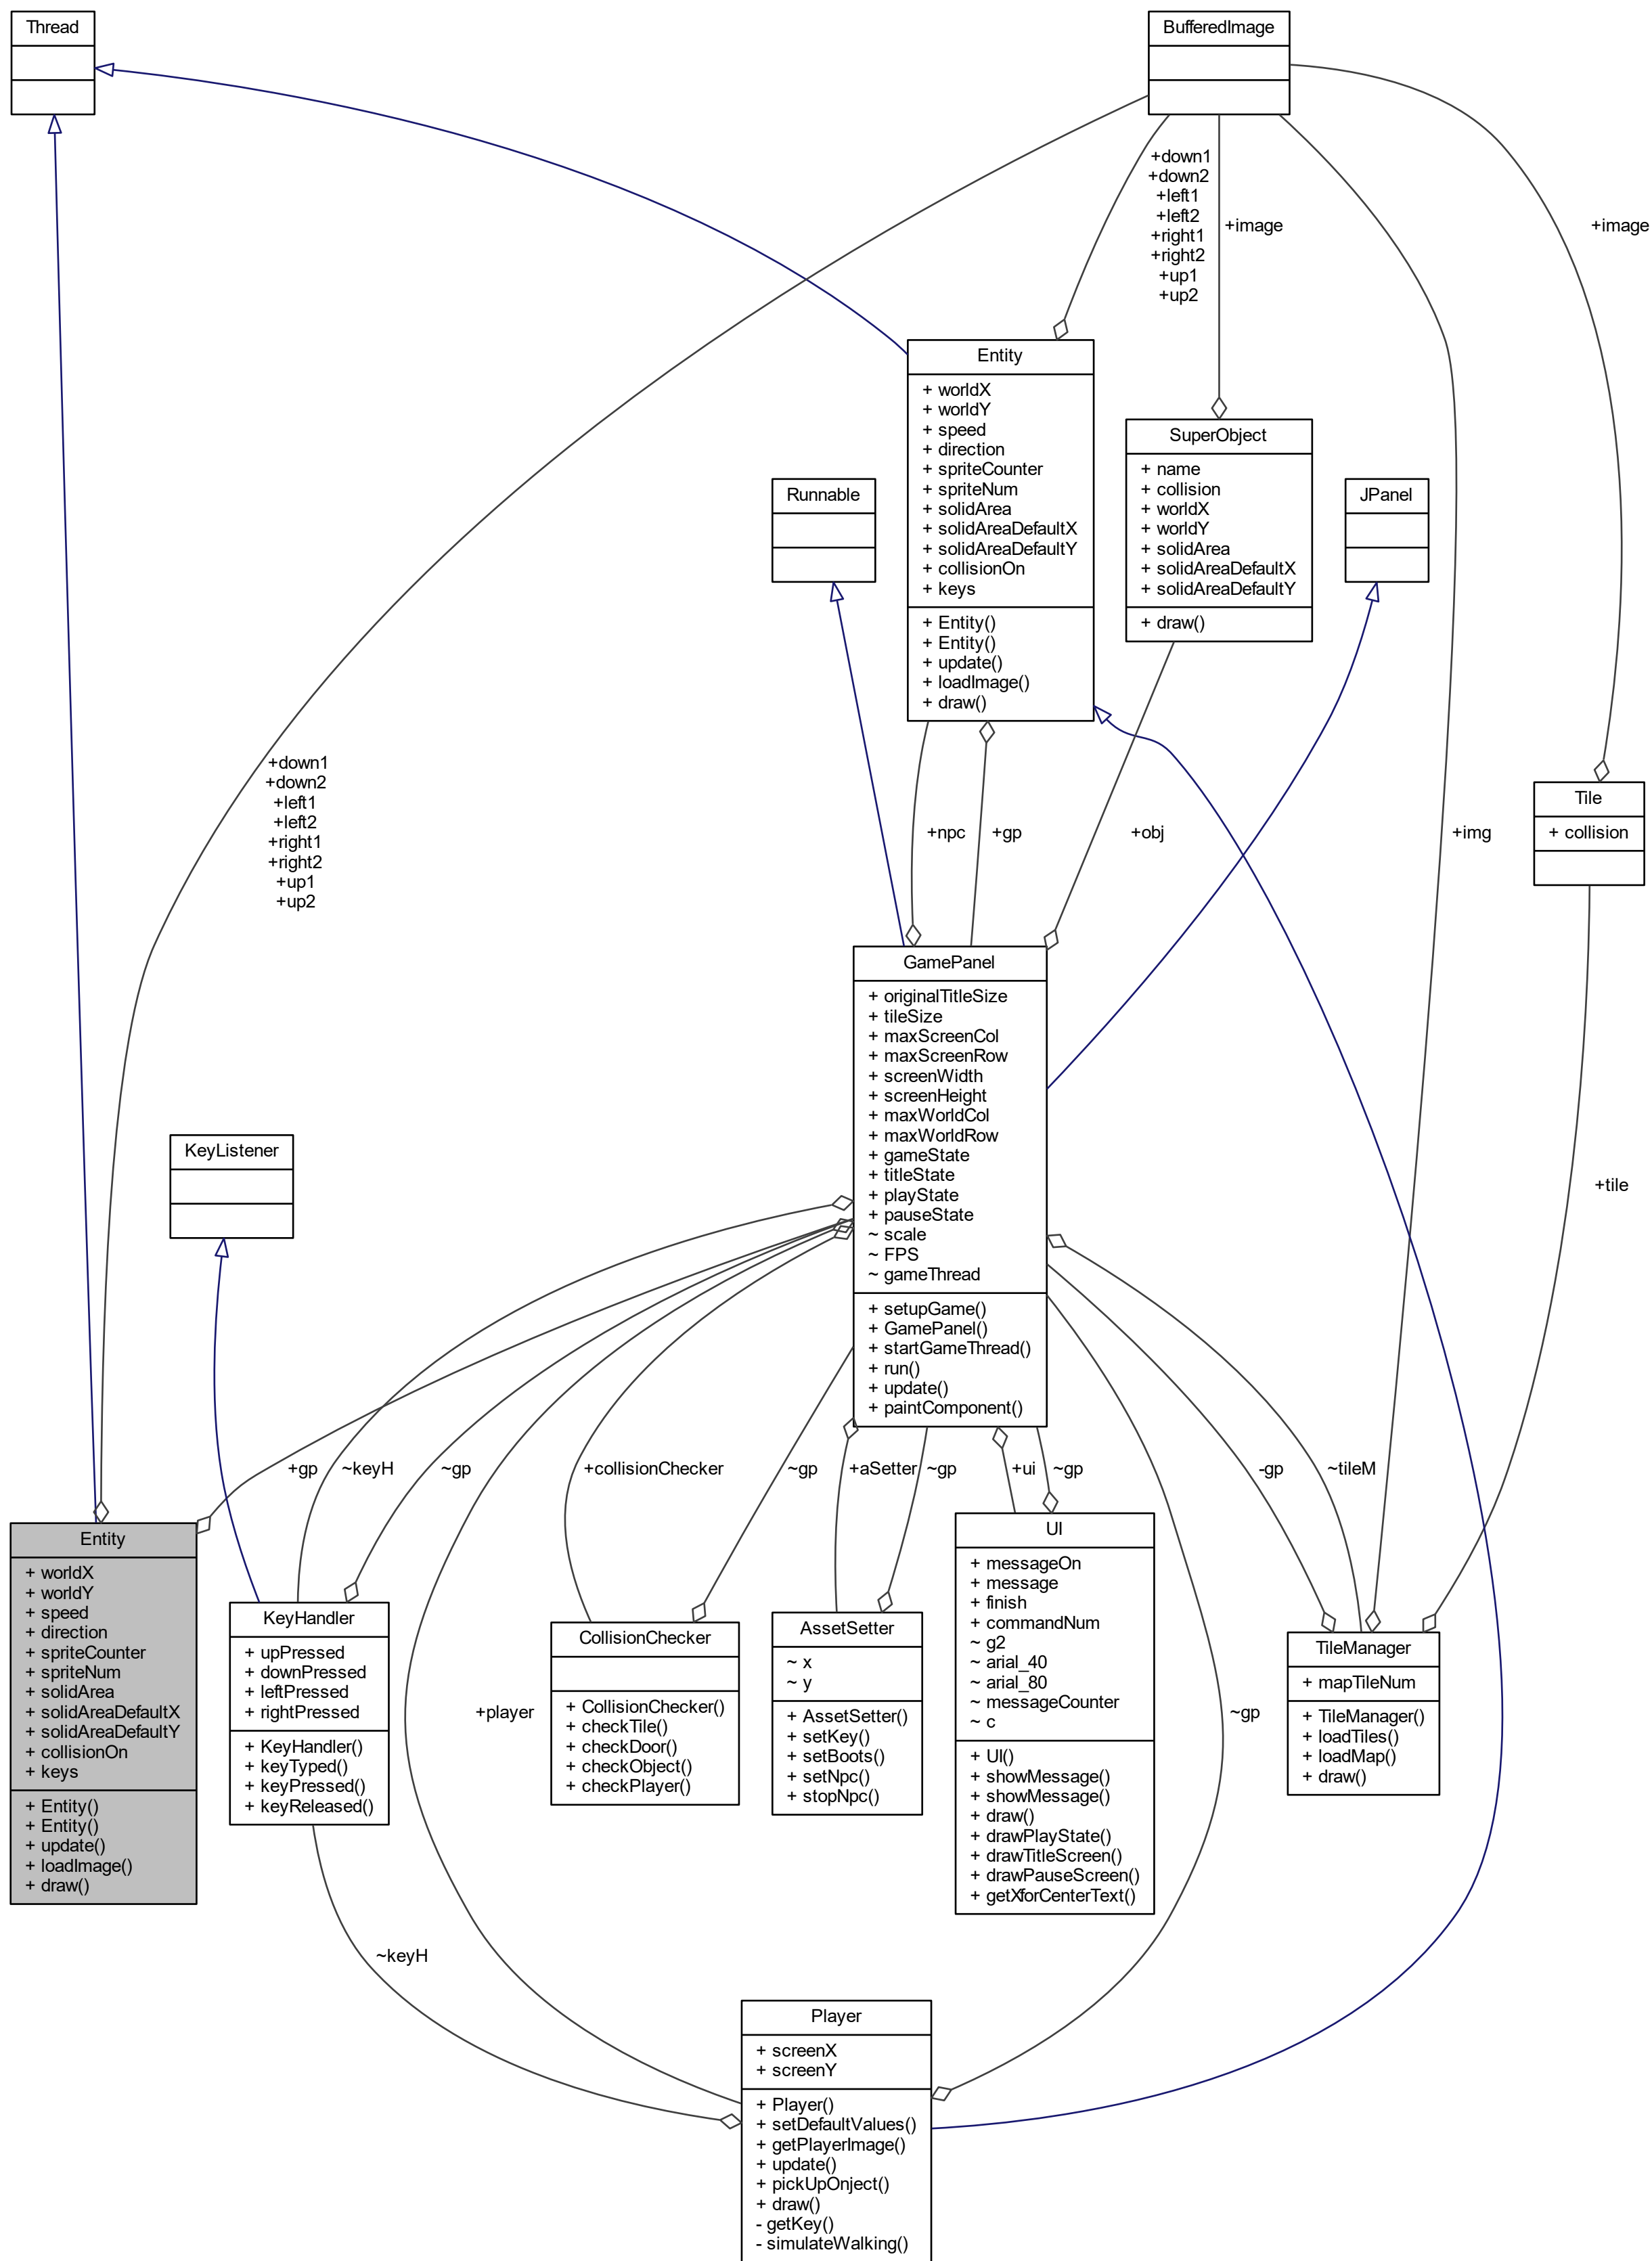 Thread
BufferedImage
+down1
+down2
+left1
+left2
+right1
+right2
+up1
+up2
+image
+image
Entity
+ worldX
+ worldY
+ speed
+ direction
+ spriteCounter
+ spriteNum
+ solidArea
+ solidAreaDefaultX
+ solidAreaDefaultY
+ collisionOn
+ keys
+ Entity()
+ Entity()
+ update()
+ loadImage()
+ draw()
SuperObject
+ name
+ collision
+ worldX
+ worldY
+ solidArea
+ solidAreaDefaultX
+ solidAreaDefaultY
+ draw()
Runnable
JPanel
+down1
+down2
+left1
+left2
+right1
+right2
+up1
+up2
Tile
+ collision
+npc
+gp
+obj
+img
GamePanel
+ originalTitleSize
+ tileSize
+ maxScreenCol
+ maxScreenRow
+ screenWidth
+ screenHeight
+ maxWorldCol
+ maxWorldRow
+ gameState
+ titleState
+ playState
+ pauseState
~ scale
~ FPS
~ gameThread
+ setupGame()
+ GamePanel()
+ startGameThread()
+ run()
+ update()
+ paintComponent()
KeyListener
+tile
+gp
~keyH
~gp
+collisionChecker
~gp
+aSetter
~gp
+ui
~gp
-gp
~tileM
Entity
+ worldX
+ worldY
+ speed
+ direction
+ spriteCounter
+ spriteNum
+ solidArea
+ solidAreaDefaultX
+ solidAreaDefaultY
+ collisionOn
+ keys
+ Entity()
+ Entity()
+ update()
+ loadImage()
+ draw()
KeyHandler
+ upPressed
+ downPressed
+ leftPressed
+ rightPressed
+ KeyHandler()
+ keyTyped()
+ keyPressed()
+ keyReleased()
+player
CollisionChecker
+ CollisionChecker()
+ checkTile()
+ checkDoor()
+ checkObject()
+ checkPlayer()
AssetSetter
~ x
~ y
+ AssetSetter()
+ setKey()
+ setBoots()
+ setNpc()
+ stopNpc()
UI
+ messageOn
+ message
+ finish
+ commandNum
~ g2
~ arial_40
~ arial_80
~ messageCounter
~ c
+ UI()
+ showMessage()
+ showMessage()
+ draw()
+ drawPlayState()
+ drawTitleScreen()
+ drawPauseScreen()
+ getXforCenterText()
~gp
TileManager
+ mapTileNum
+ TileManager()
+ loadTiles()
+ loadMap()
+ draw()
~keyH
Player
+ screenX
+ screenY
+ Player()
+ setDefaultValues()
+ getPlayerImage()
+ update()
+ pickUpOnject()
+ draw()
- getKey()
- simulateWalking()